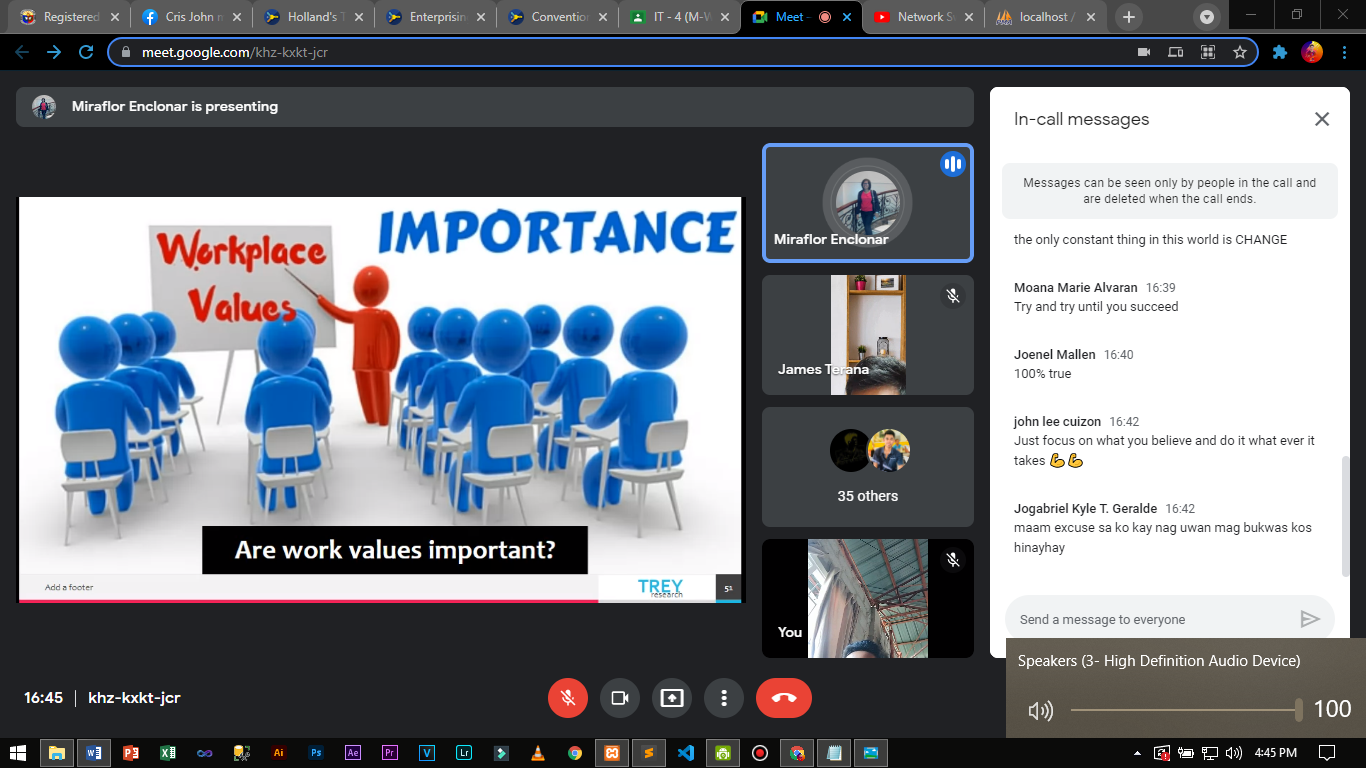 Registered
Cris John m
Holland's T
Enterprisin
Convention
IT - 4 (M-W
Meet -
Network Se
localhost /
meet.google.com/khz-kxkt-jcr
Miraflor Enclonar is presenting
Workplace
Values
IMPORTANCE
Are work values important?
Add a footer
TREY
research
51
Miraflor Enclonar
James Terana
35 others
You
In-call messages
Messages can be seen only by people in the call and
are deleted when the call ends.
the only constant thing in this world is CHANGE
Moana Marie Alvaran 16:39
Try and try until you succeed
Joenel Mallen 16:40
100% true
john lee cuizon 16:42
Just focus on what you believe and do it what ever it
takes 💪💪
Jogabriel Kyle T. Geralde 16:42
maam excuse sa ko kay nag uwan mag bukwas kos
hinayhay
Send a message to everyone
Speakers (3- High Definition Audio Device)
100
16:45 | khz-kxkt-jcr
4:45 PM